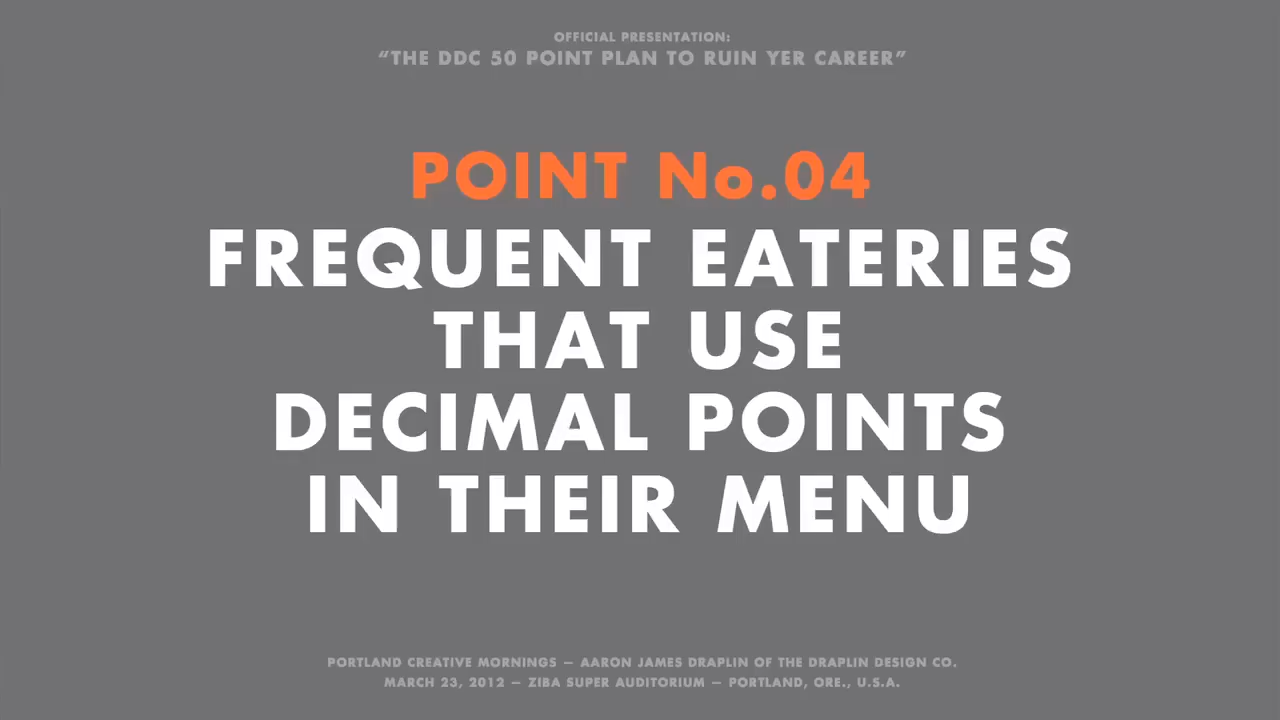 OFFICIAL PRESENTATION:
“THE DDC 50 POINT PLAN TO RUIN YER CAREER”
POINT No.04
FREQUENT EATERIES
THAT USE
DECIMAL POINTS
IN THEIR MENU
PORTLAND CREATIVE MORNINGS – AARON JAMES DRAPLIN OF THE DRAPLIN DESIGN CO.
MARCH 23, 2012 – ZIBA SUPER AUDITORIUM – PORTLAND, ORE., U.S.A.